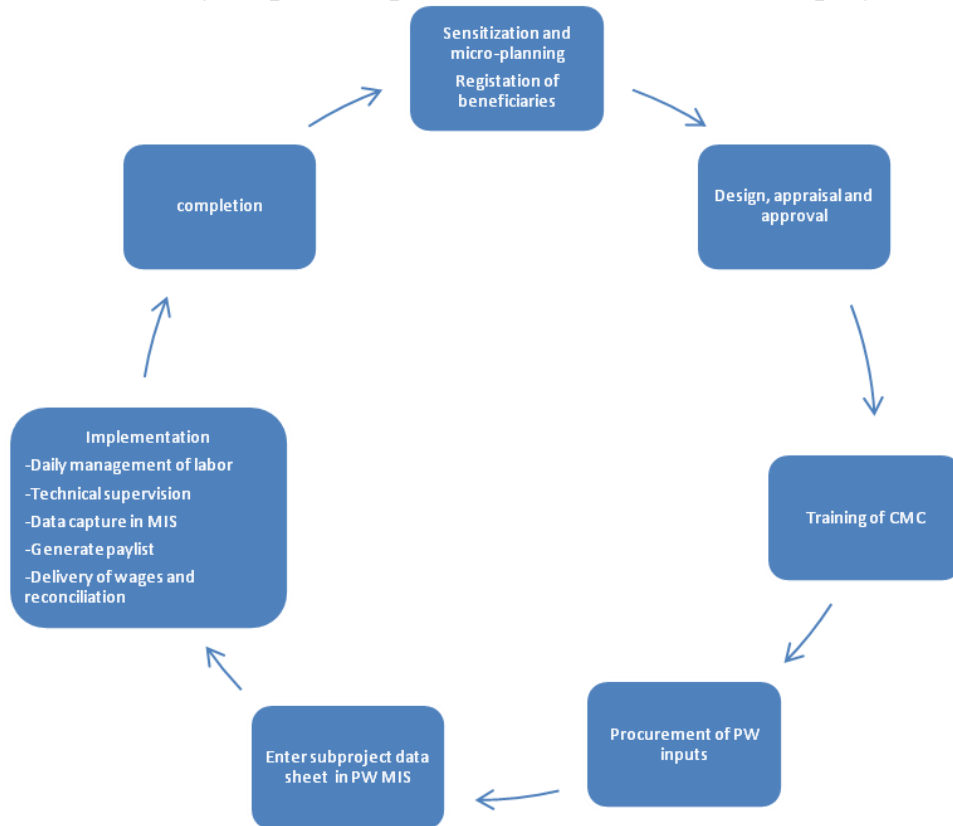 Sensitization and
micro-planning
Registation of
beneficiaries
Design, appraisal and
approval
Training of CMC
Procurement of PW
inputs
Enter subproject data
sheet in PW MIS
Implementation
-Daily management of labor
-Technical supervision
-Data capture in MIS
-Generate paylist
-Delivery of wages and
reconciliation
completion